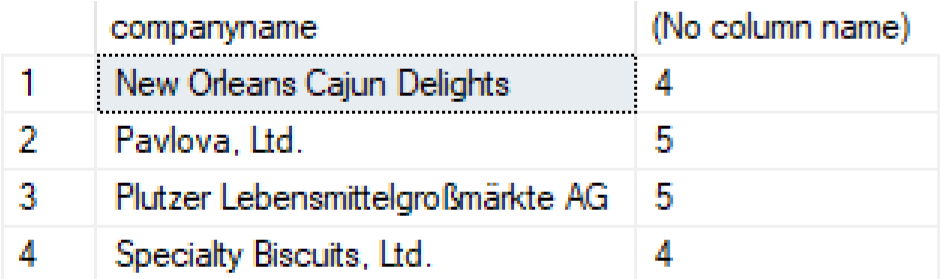 companyname (No column name)
1 New Orleans Cajun Delights 4
2 Pavlova, Ltd. 5
3 Plutzer Lebensmittelgroßmärkte AG 5
4 Specialty Biscuits, Ltd. 4